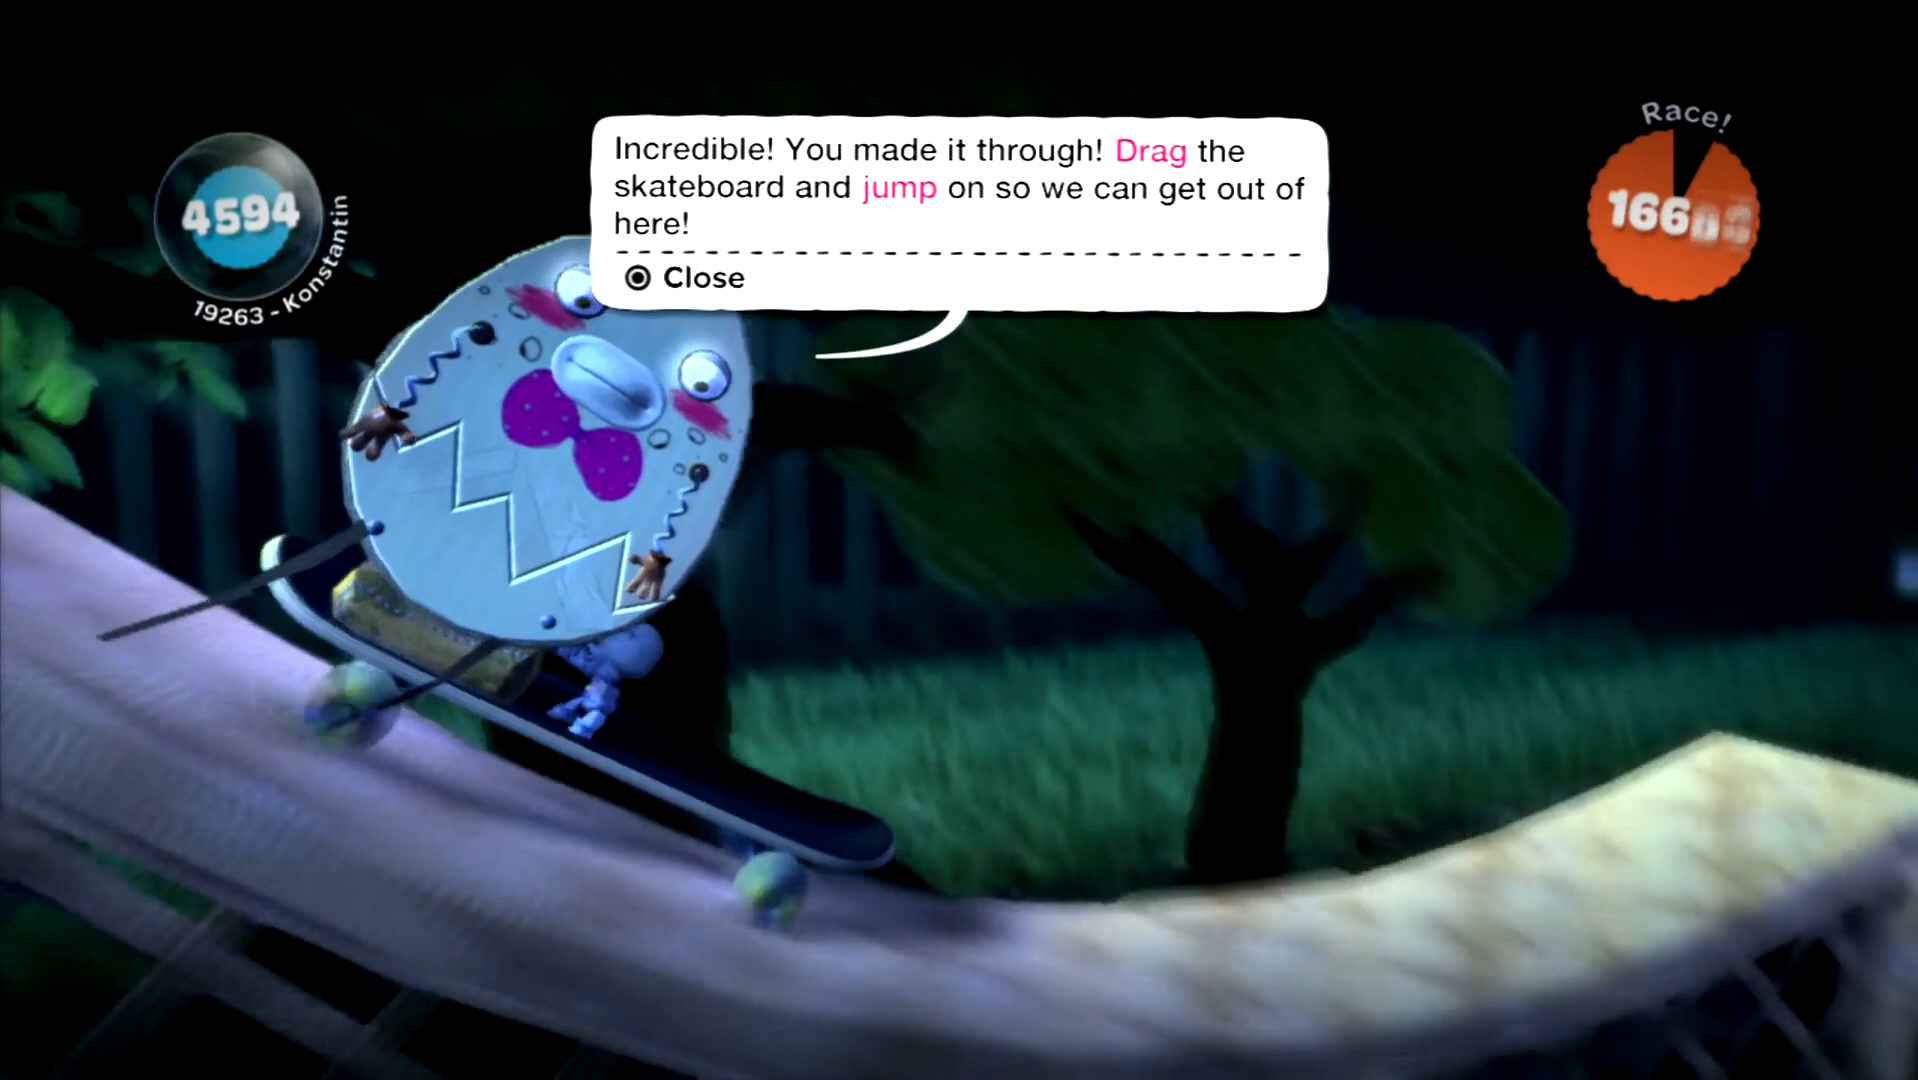 Race!
Incredible! You made it through! Drag the
skateboard and jump on so we can get out of
here!
Close
4594
19263 - Konstantin
166